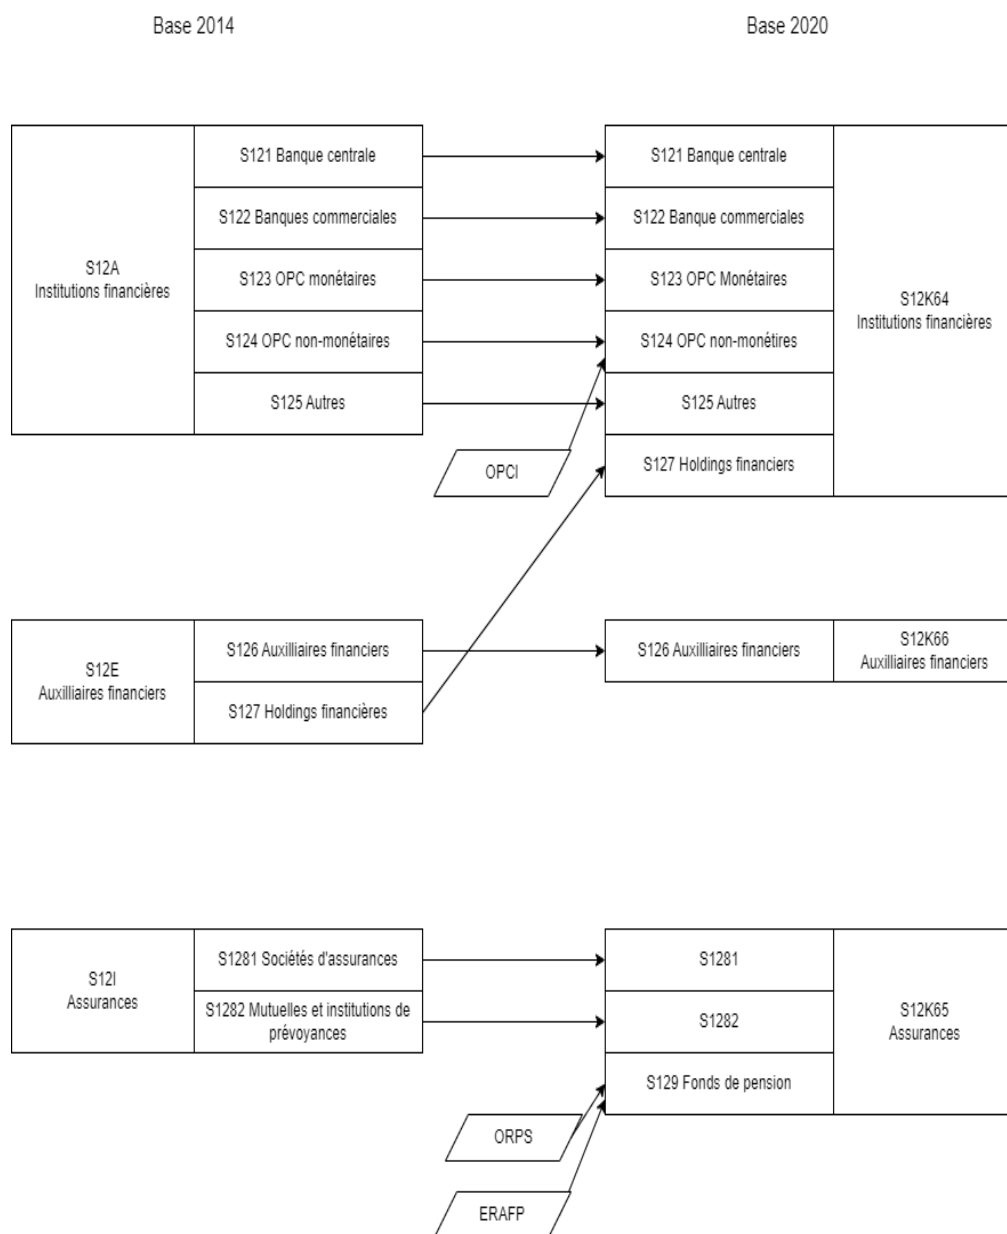 Base 2014
Base 2020
S12A
Institutions financières
S121 Banque centrale
S122 Banques commerciales
S123 OPC monétaires
S124 OPC non-monétaires
S125 Autres
S121 Banque centrale
S122 Banque commerciales
S123 OPC Monétaires
S124 OPC non-monétires
S125 Autres
S127 Holdings financiers
S12K64
Institutions financières
OPCI
S12E
Auxilliaires financiers
S126 Auxilliaires financiers
S127 Holdings financières
S126 Auxilliaires financiers
S12K66
Auxilliaires financiers
S12I
Assurances
S1281 Sociétés d'assurances
S1282 Mutuelles et institutions de
prévoyances
S1281
S1282
S129 Fonds de pension
S12K65
Assurances
ORPS
ERAFP